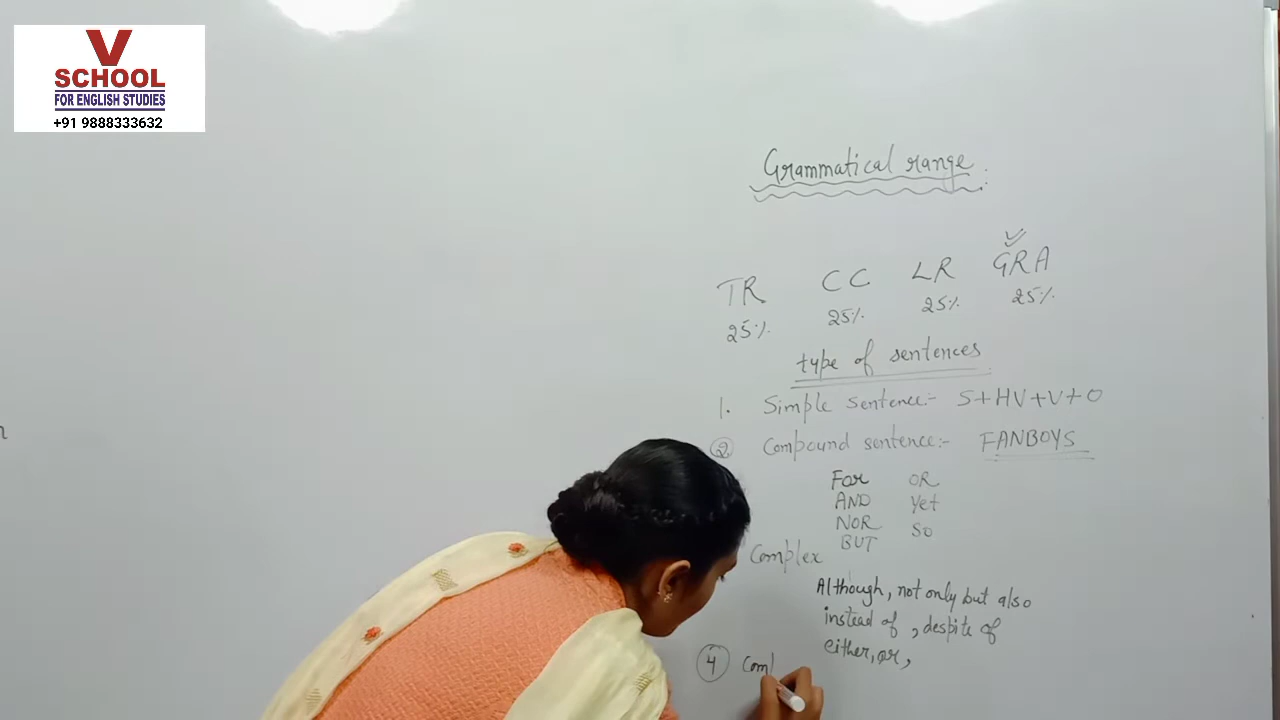 V
SCHOOL
FOR ENGLISH STUDIES
+91 9888333632
Grammatical range
TR CC LR GRA
25% 25% 25% 25%
type of sentences
1. Simple sentence:- S+HV+V+O
2 Compound sentence:- FANBOYS
For OR
AND Yet
NOR So
BUT
Complex
Although, not only but also
instead of, despite of
either, or,
4 Com